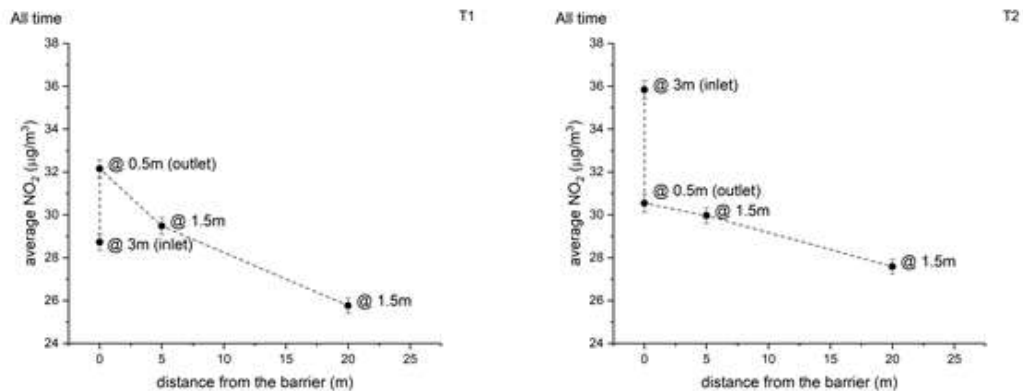 All time
T1
38
36
34
32
30
28
26
24
average NO₂ (µg/m³)
@ 0.5m (outlet)
@ 1.5m
@ 3m (inlet)
@ 1.5m
0 5 10 15 20 25
distance from the barrier (m)
All time
T2
38
36
34
32
30
28
26
24
average NO₂ (µg/m³)
@ 3m (inlet)
@ 0.5m (outlet)
@ 1.5m
@ 1.5m
0 5 10 15 20 25
distance from the barrier (m)